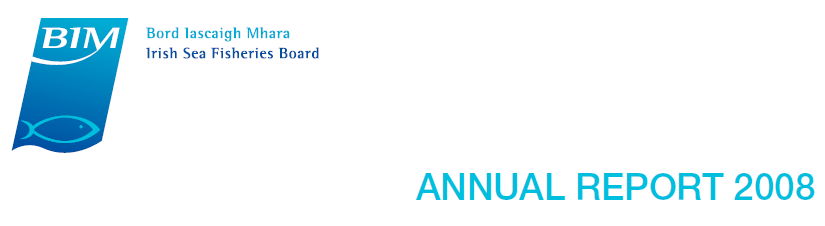 BIM
Bord Iascaigh Mhara
Irish Sea Fisheries Board
ANNUAL REPORT 2008